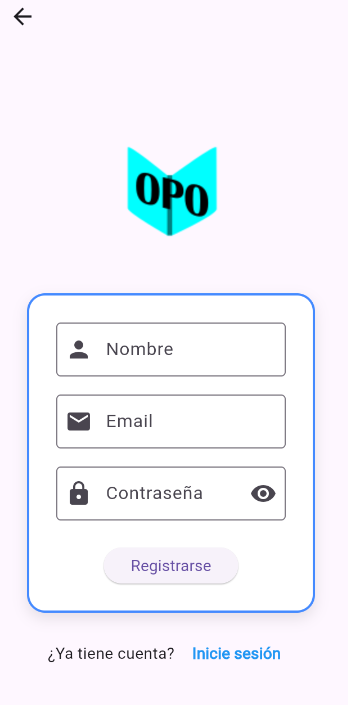 OPO
Nombre
Email
Contraseña
Registrarse
¿Ya tiene cuenta? Inicie sesión